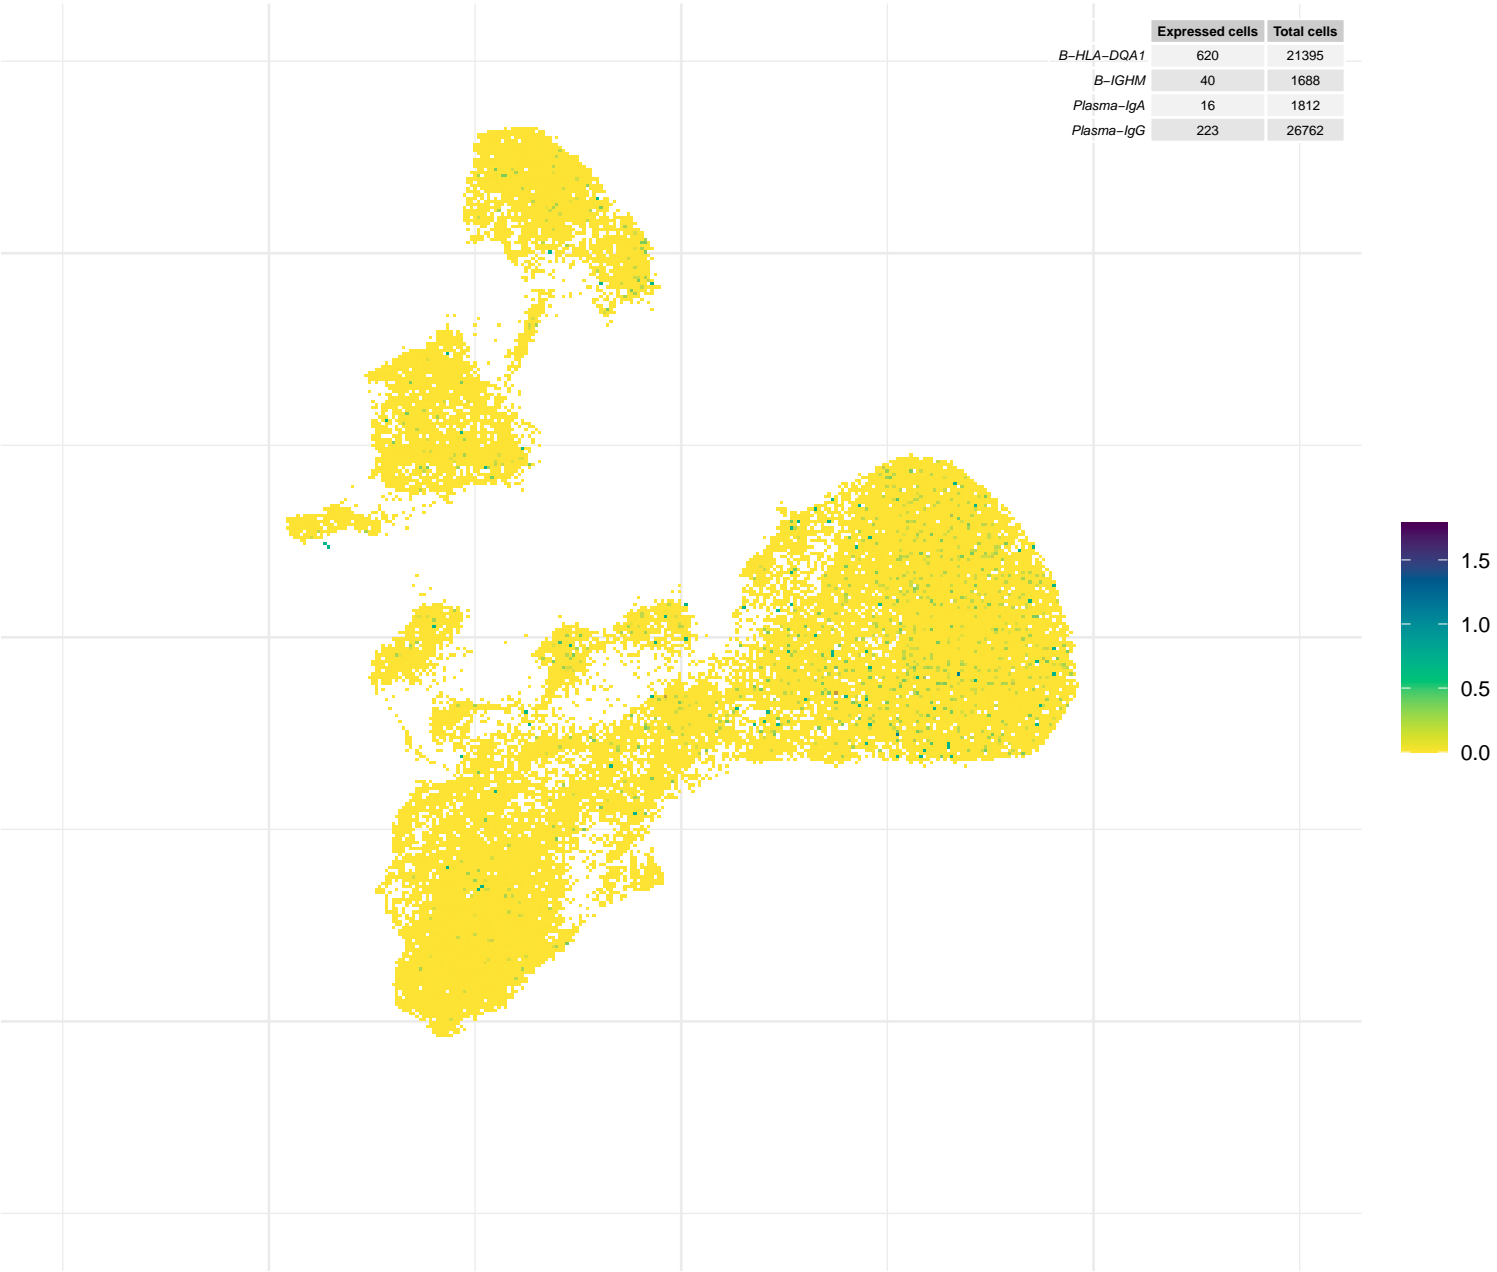 Expressed cells Total cells
B−HLA−DQA1 620 21395
B−IGHM 40 1688
Plasma−IgA 16 1812
Plasma−IgG 223 26762
1.5
1.0
0.5
0.0